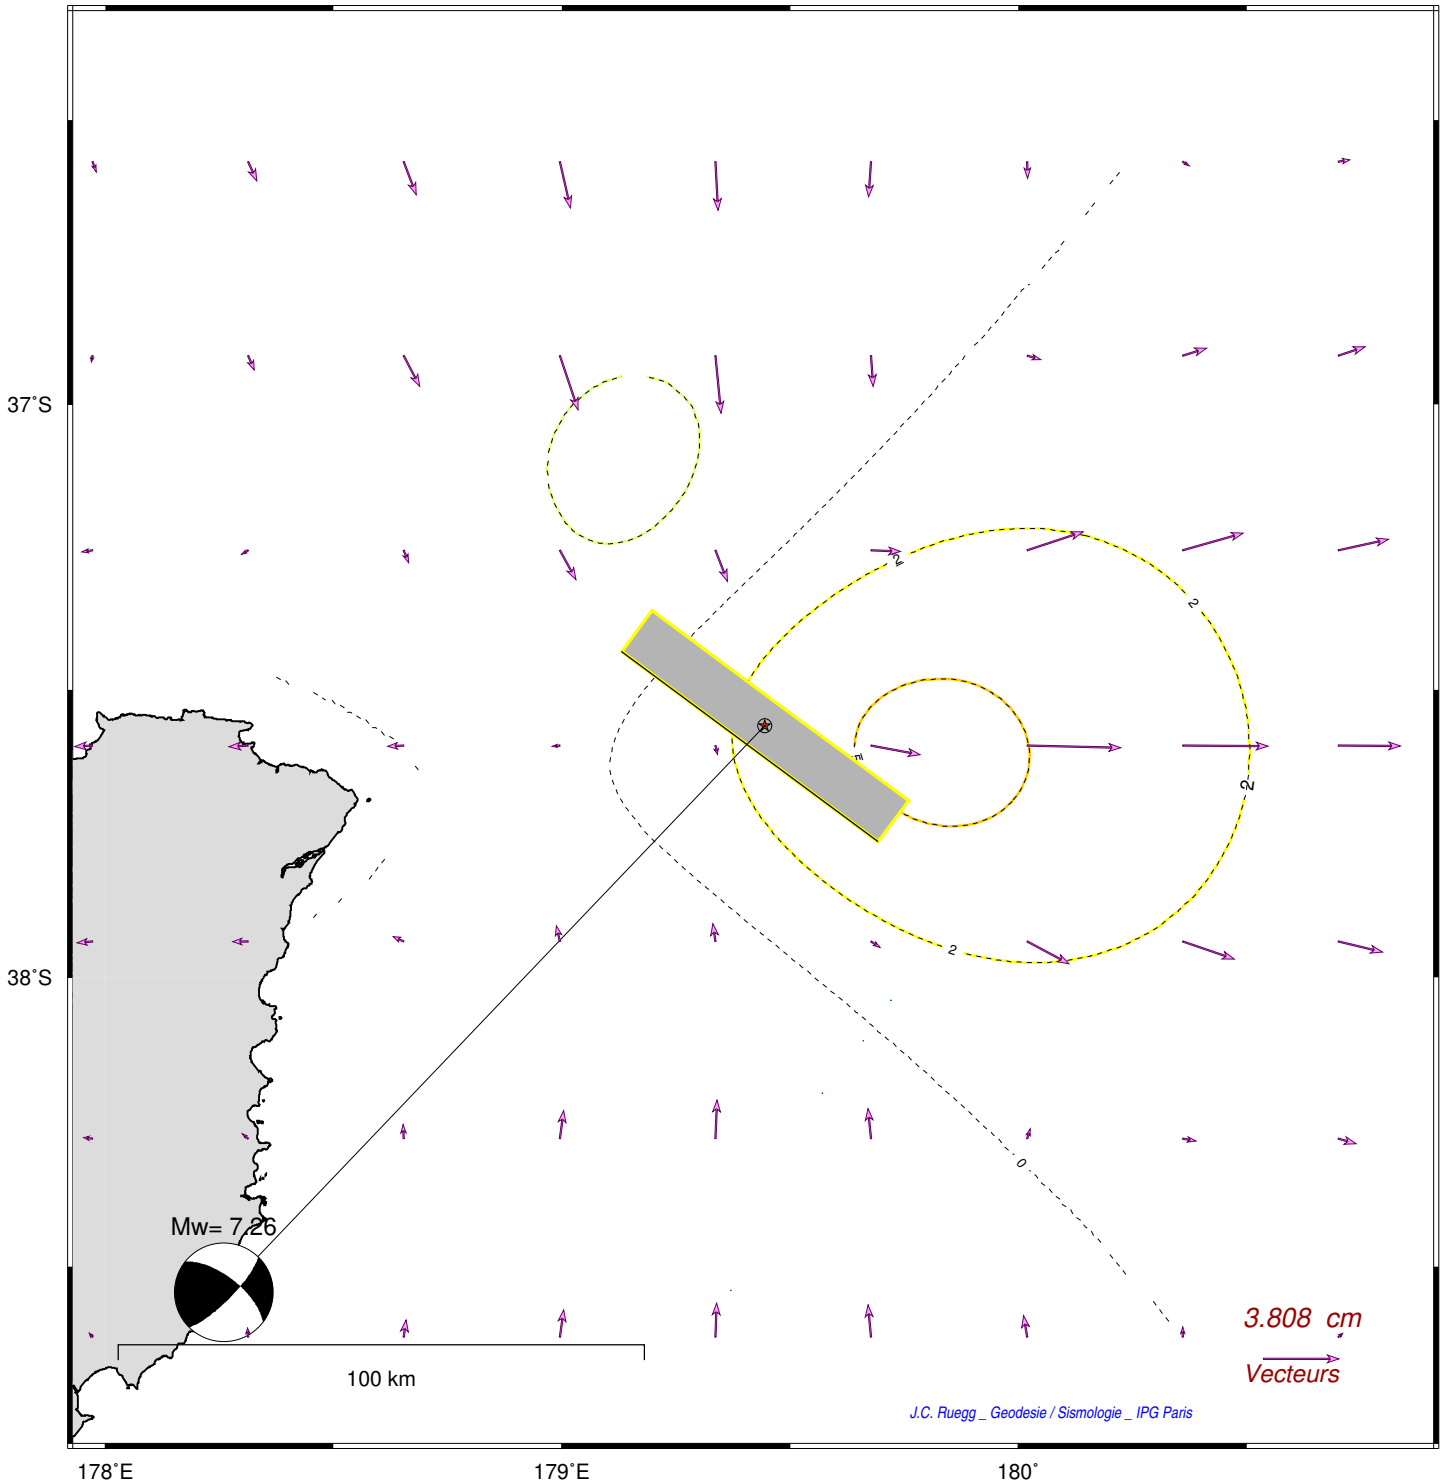 37°S
2
2
2
2
38°S
0
Mw= 7.26
3.808 cm
100 km
Vecteurs
J.C. Ruegg _ Geodesie / Sismologie _ IPG Paris
178°E
179°E
180°